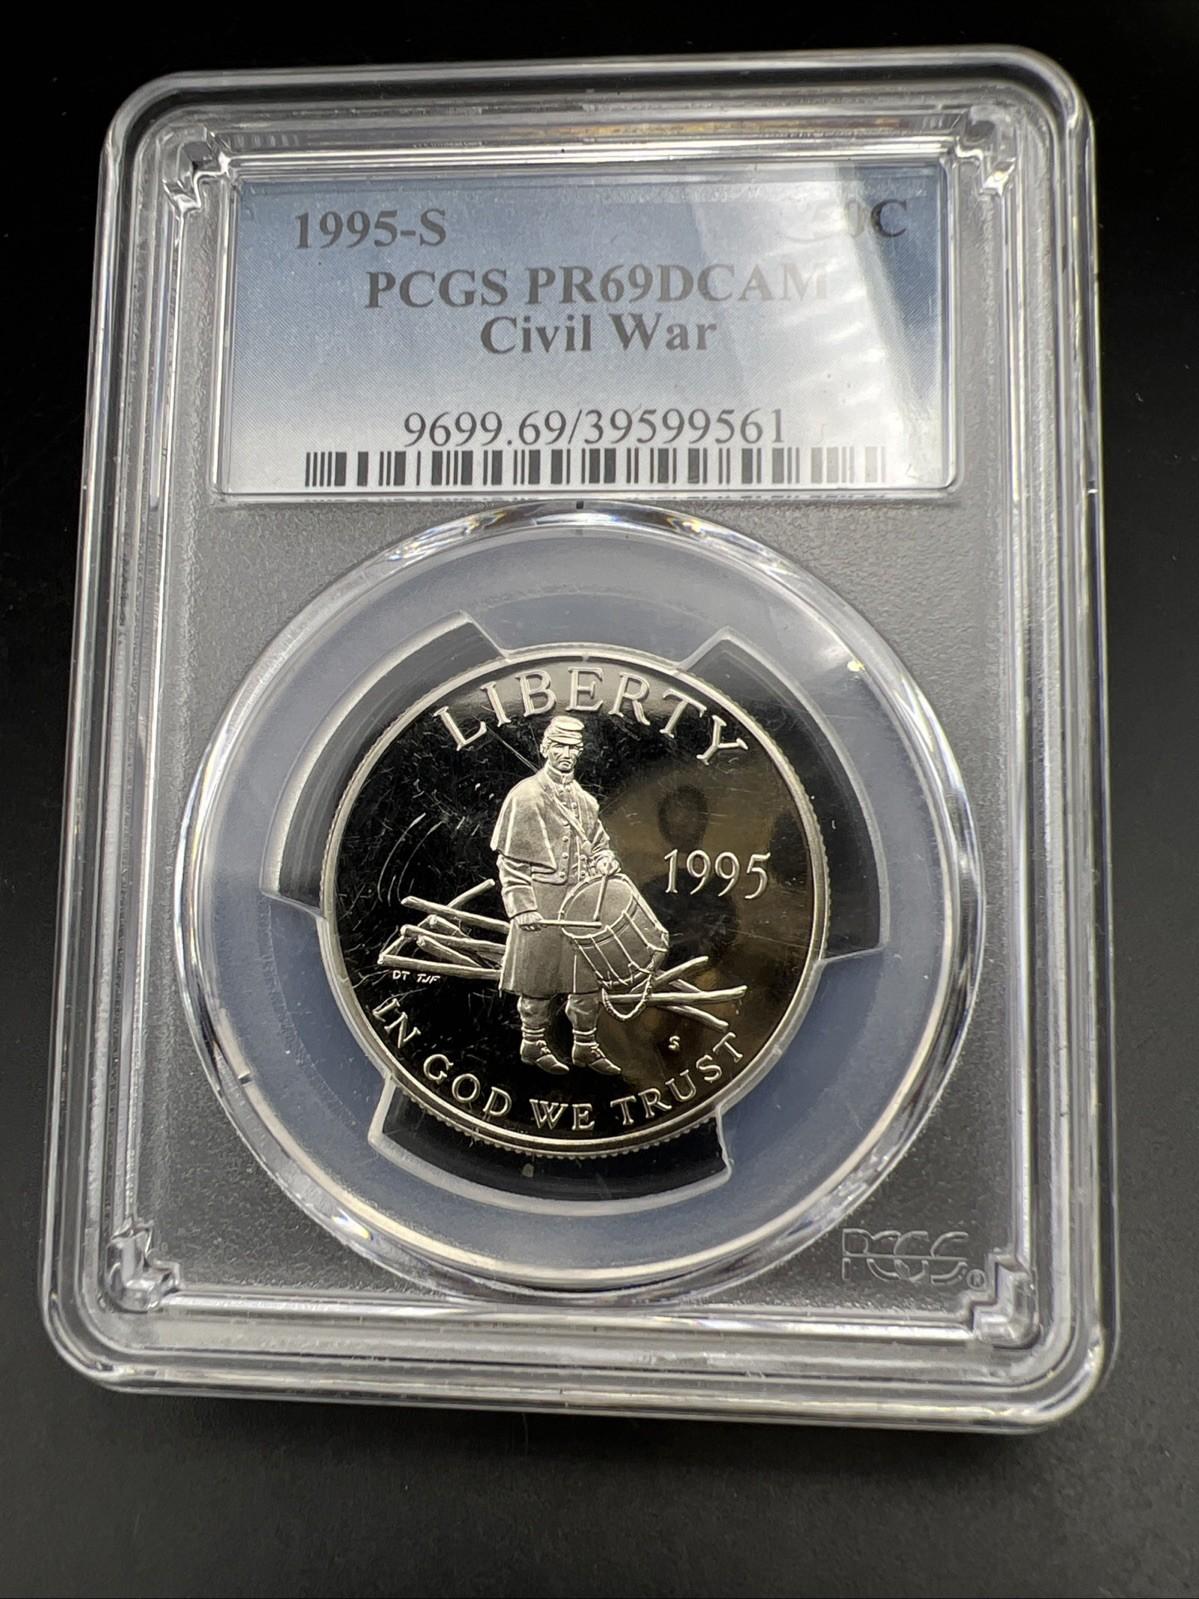 1995-S
PCGS PR69DCAM
Civil War
9699.69/39599561
LIBERTY
1995
DT TJF
S
IN GOD WE TRUST
PCGS